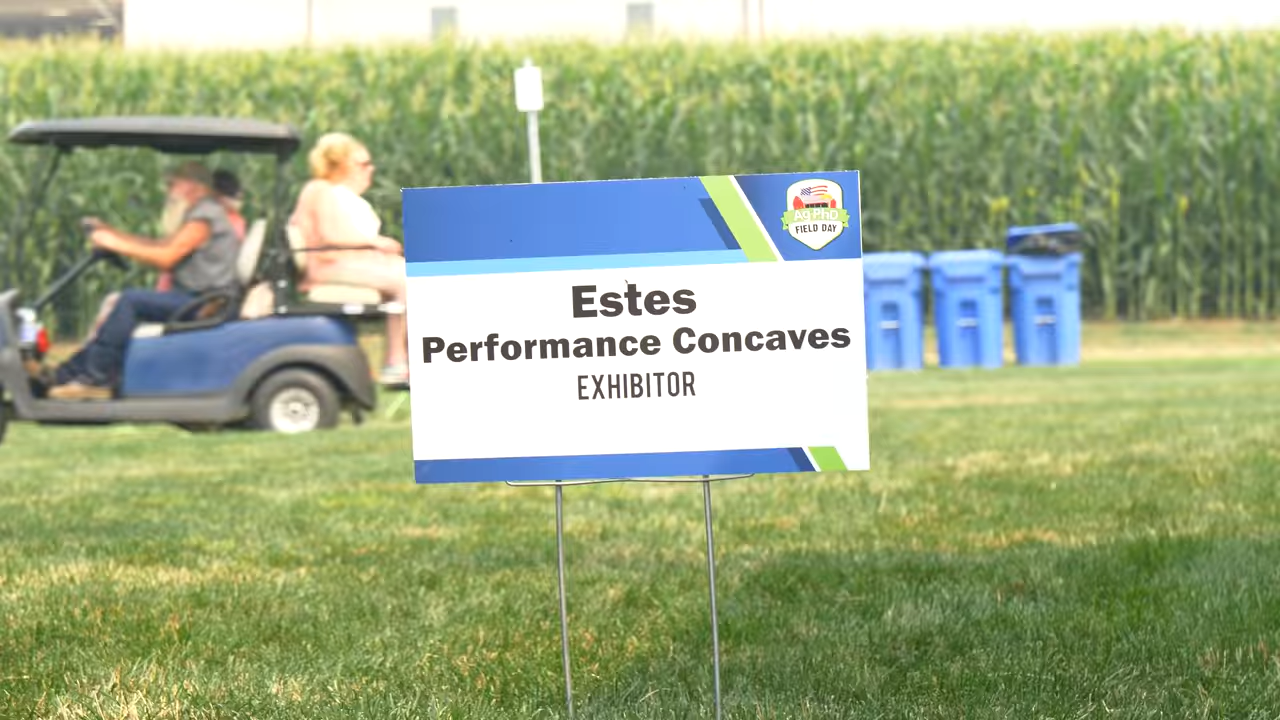 Ag PhD
FIELD DAY
Estes
Performance Concaves
EXHIBITOR